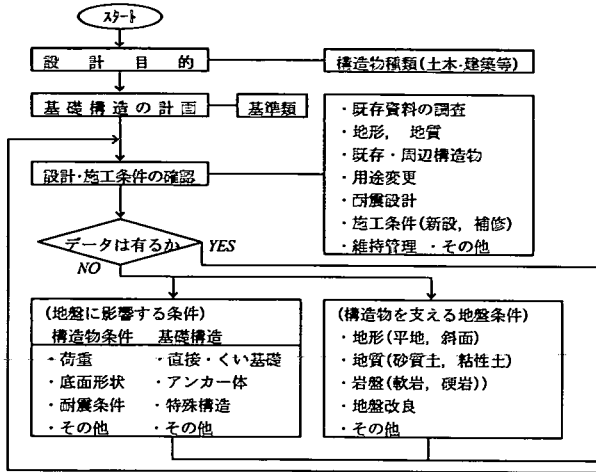 スタート
設計目的
構造物種類(土木・建築等)
基礎構造の計画
基準類
設計・施工条件の確認
・既存資料の調査
・地形, 地質
・既存・周辺構造物
・用途変更
・耐震設計
・施工条件(新設, 補修)
・維持管理 ・その他
データは有るか
YES
NO
(地盤に影響する条件)
構造物条件 基礎構造
・荷重 ・直接・くい基礎
・底面形状 ・アンカー体
・耐震条件 ・特殊構造
・その他 ・その他
(構造物を支える地盤条件)
・地形(平地, 斜面)
・地質(砂質土, 粘性土)
・岩盤(軟岩, 硬岩))
・地盤改良
・その他